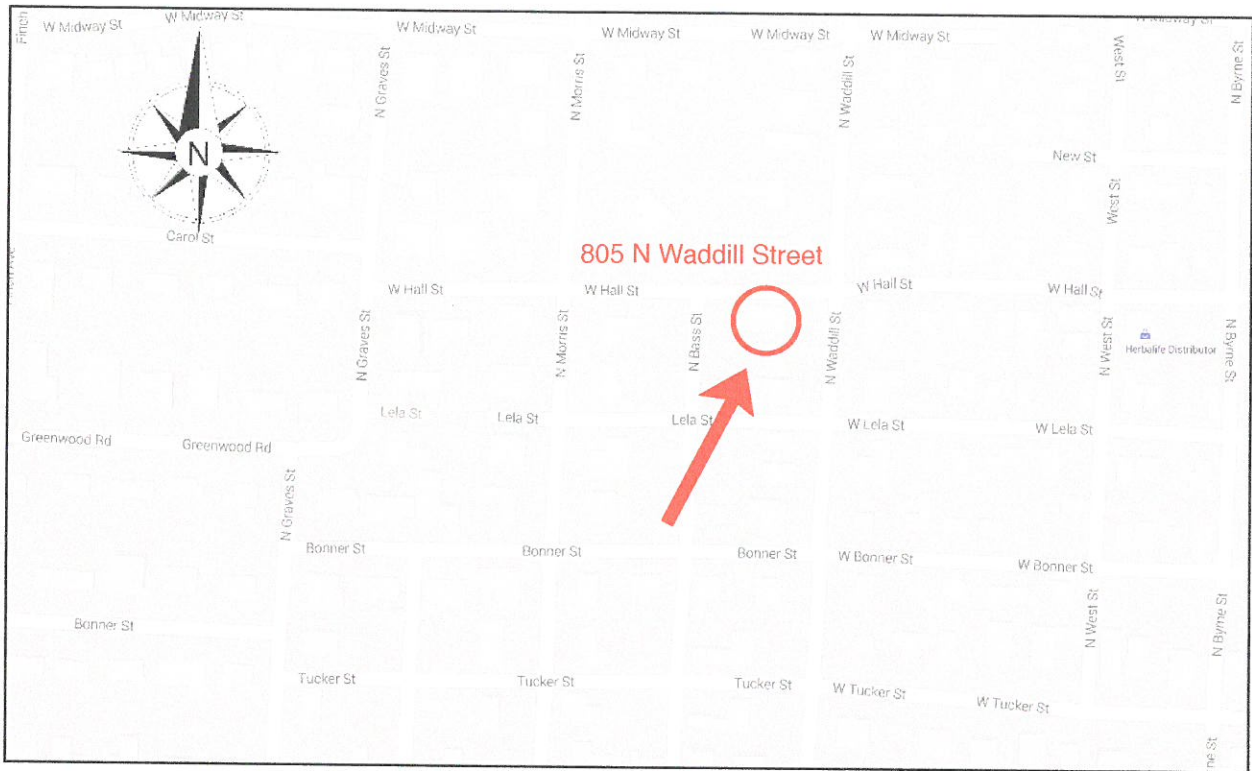 Finch
W Midway St
W Midway St
W Midway St
W Midway St
W Midway St
W Midway St
W Midway St
N Graves St
N Morris St
N Waddill St
West St
N Byrne St
N
New St
West St
Carol St
805 N Waddill Street
W Hall St
W Hall St
W Hall St
W Hall St
N Graves St
N Morris St
N Bass St
N Waddill St
N West St
Herbalife Distributor
N Byrne St
Lela St
Lela St
Lela St
W Lela St
W Lela St
Greenwood Rd
Greenwood Rd
N Graves St
Bonner St
Bonner St
Bonner St
W Bonner St
W Bonner St
Bonner St
N West St
N Byrne St
Tucker St
Tucker St
Tucker St
W Tucker St
W Tucker St
ne St